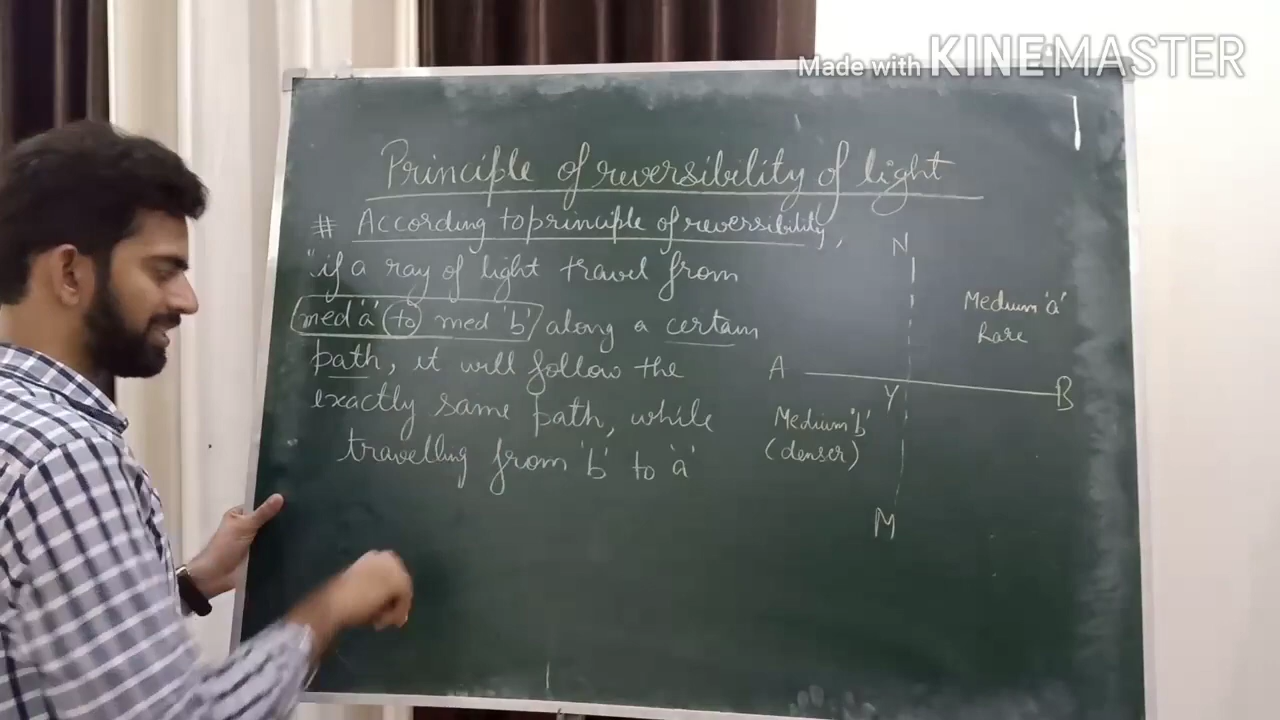 Made with KINEMASTER
Principle of reversibility of light
# According to principle of reversibility,
"if a ray of light travel from
med 'a' (to) med 'b' along a certain
path, it will follow the
exactly same path, while
travelling from 'b' to 'a'
N
Medium 'a'
Rare
A
Y
B
Medium 'b'
(denser)
M